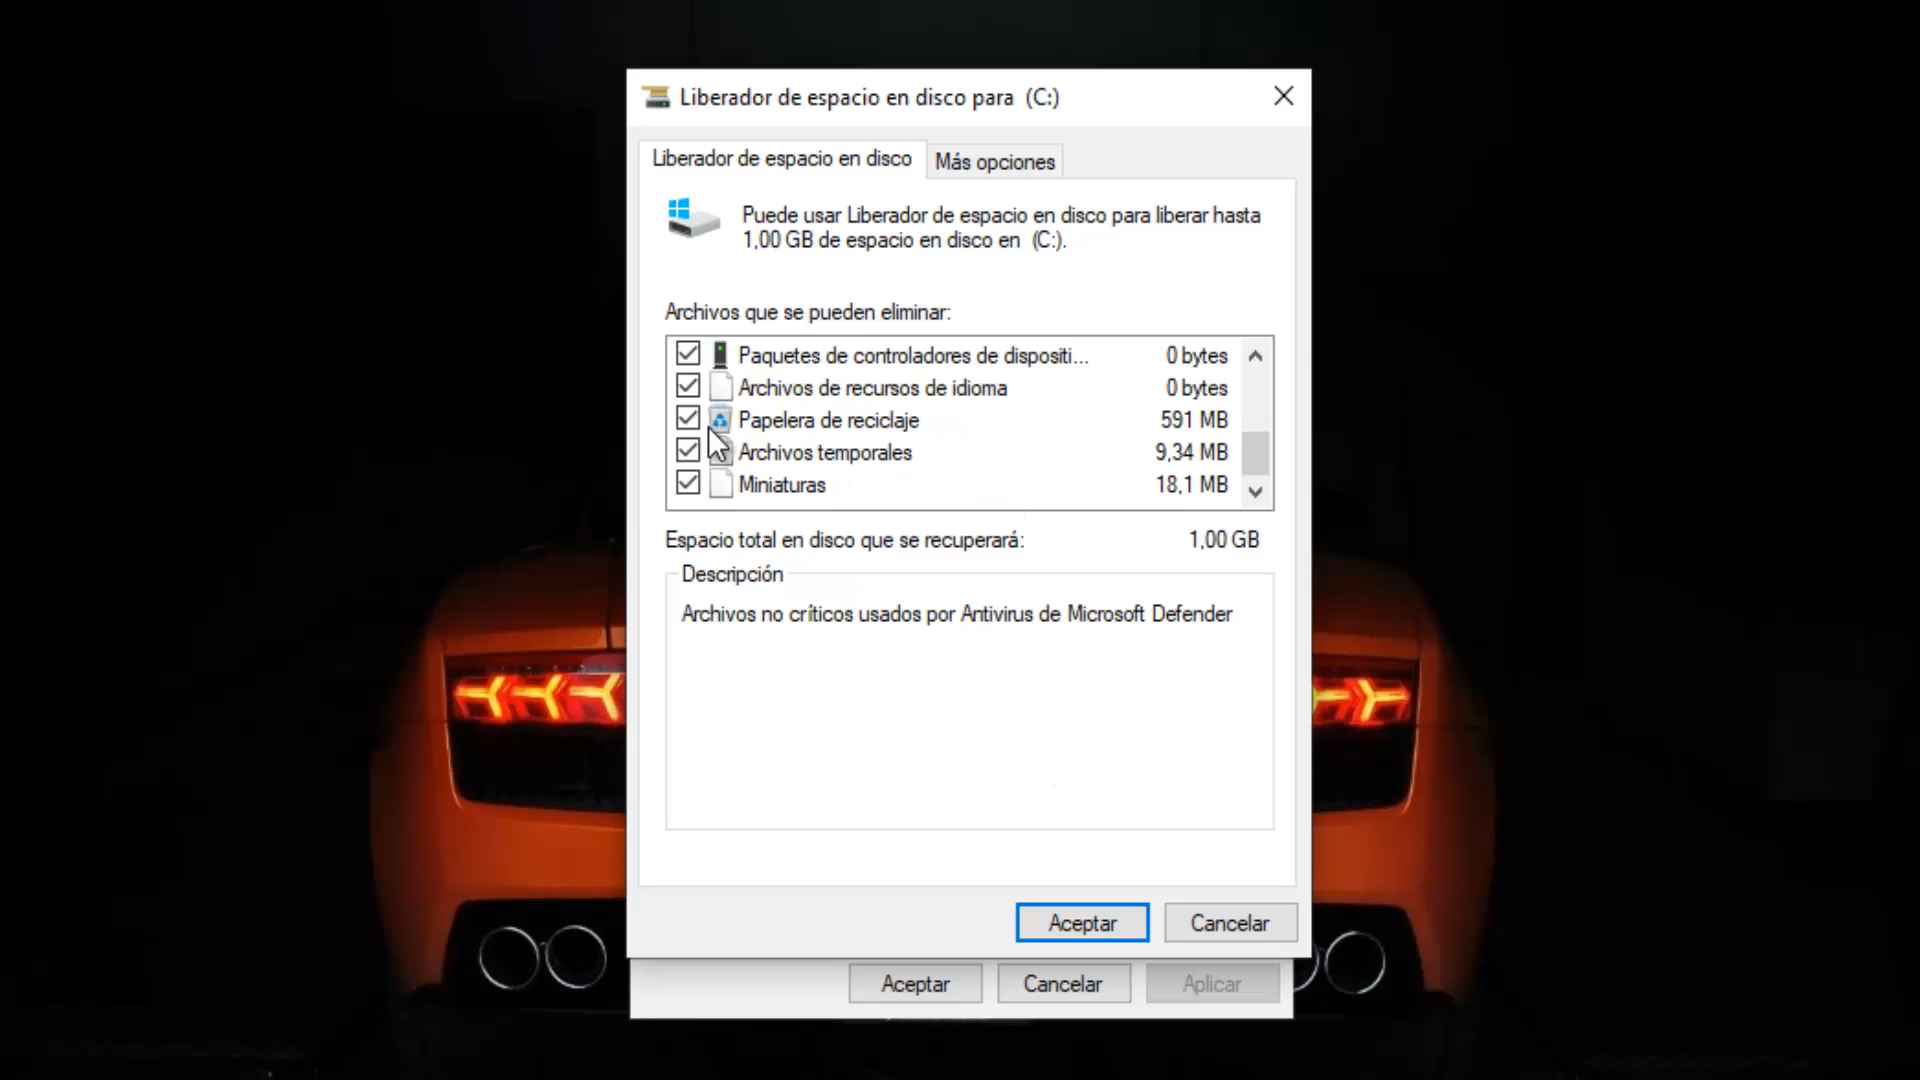 Liberador de espacio en disco para (C:)
Liberador de espacio en disco
Más opciones
Puede usar Liberador de espacio en disco para liberar hasta
1,00 GB de espacio en disco en (C:).
Archivos que se pueden eliminar:
Paquetes de controladores de dispositi... 0 bytes
Archivos de recursos de idioma 0 bytes
Papelera de reciclaje 591 MB
Archivos temporales 9,34 MB
Miniaturas 18,1 MB
Espacio total en disco que se recuperará: 1,00 GB
Descripción
Archivos no críticos usados por Antivirus de Microsoft Defender
Aceptar Cancelar
Aceptar Cancelar Aplicar